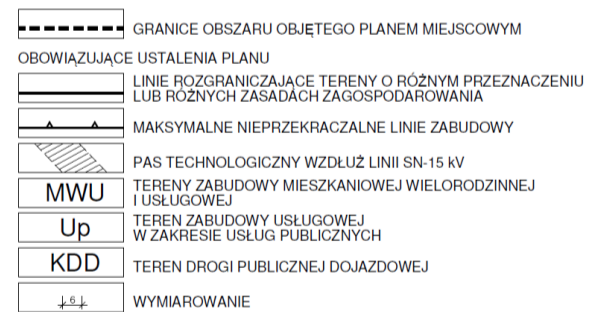 GRANICE OBSZARU OBJĘTEGO PLANEM MIEJSCOWYM
OBOWIĄZUJĄCE USTALENIA PLANU
LINIE ROZGRANICZAJĄCE TERENY O RÓŻNYM PRZEZNACZENIU
LUB RÓŻNYCH ZASADACH ZAGOSPODAROWANIA
MAKSYMALNE NIEPRZEKRACZALNE LINIE ZABUDOWY
PAS TECHNOLOGICZNY WZDŁUŻ LINII SN-15 kV
MWU TERENY ZABUDOWY MIESZKANIOWEJ WIELORODZINNEJ
I USŁUGOWEJ
Up TEREN ZABUDOWY USŁUGOWEJ
W ZAKRESIE USŁUG PUBLICZNYCH
KDD TEREN DROGI PUBLICZNEJ DOJAZDOWEJ
6 WYMIAROWANIE